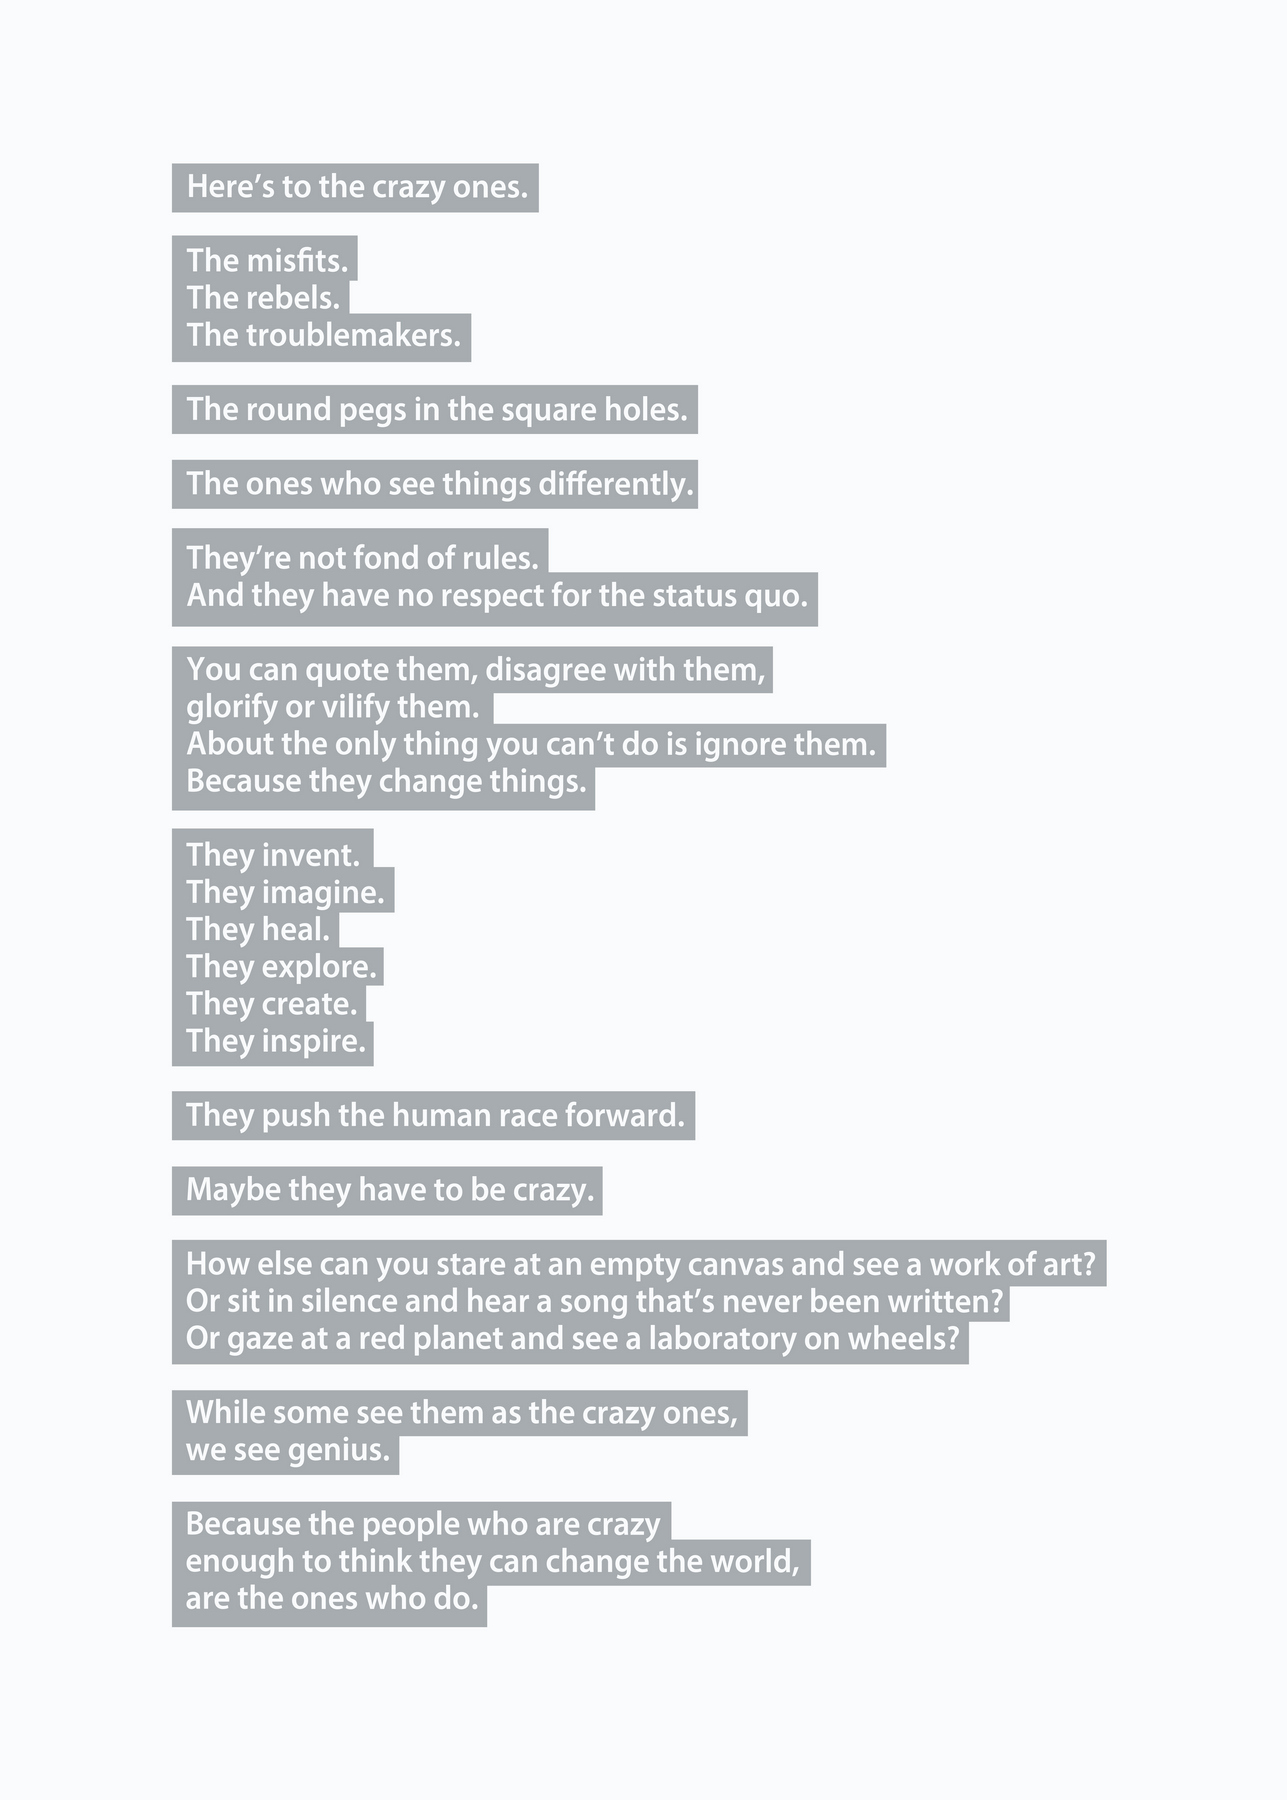 Here’s to the crazy ones.
The misfits.
The rebels.
The troublemakers.
The round pegs in the square holes.
The ones who see things differently.
They’re not fond of rules.
And they have no respect for the status quo.
You can quote them, disagree with them,
glorify or vilify them.
About the only thing you can’t do is ignore them.
Because they change things.
They invent.
They imagine.
They heal.
They explore.
They create.
They inspire.
They push the human race forward.
Maybe they have to be crazy.
How else can you stare at an empty canvas and see a work of art?
Or sit in silence and hear a song that’s never been written?
Or gaze at a red planet and see a laboratory on wheels?
While some see them as the crazy ones,
we see genius.
Because the people who are crazy
enough to think they can change the world,
are the ones who do.